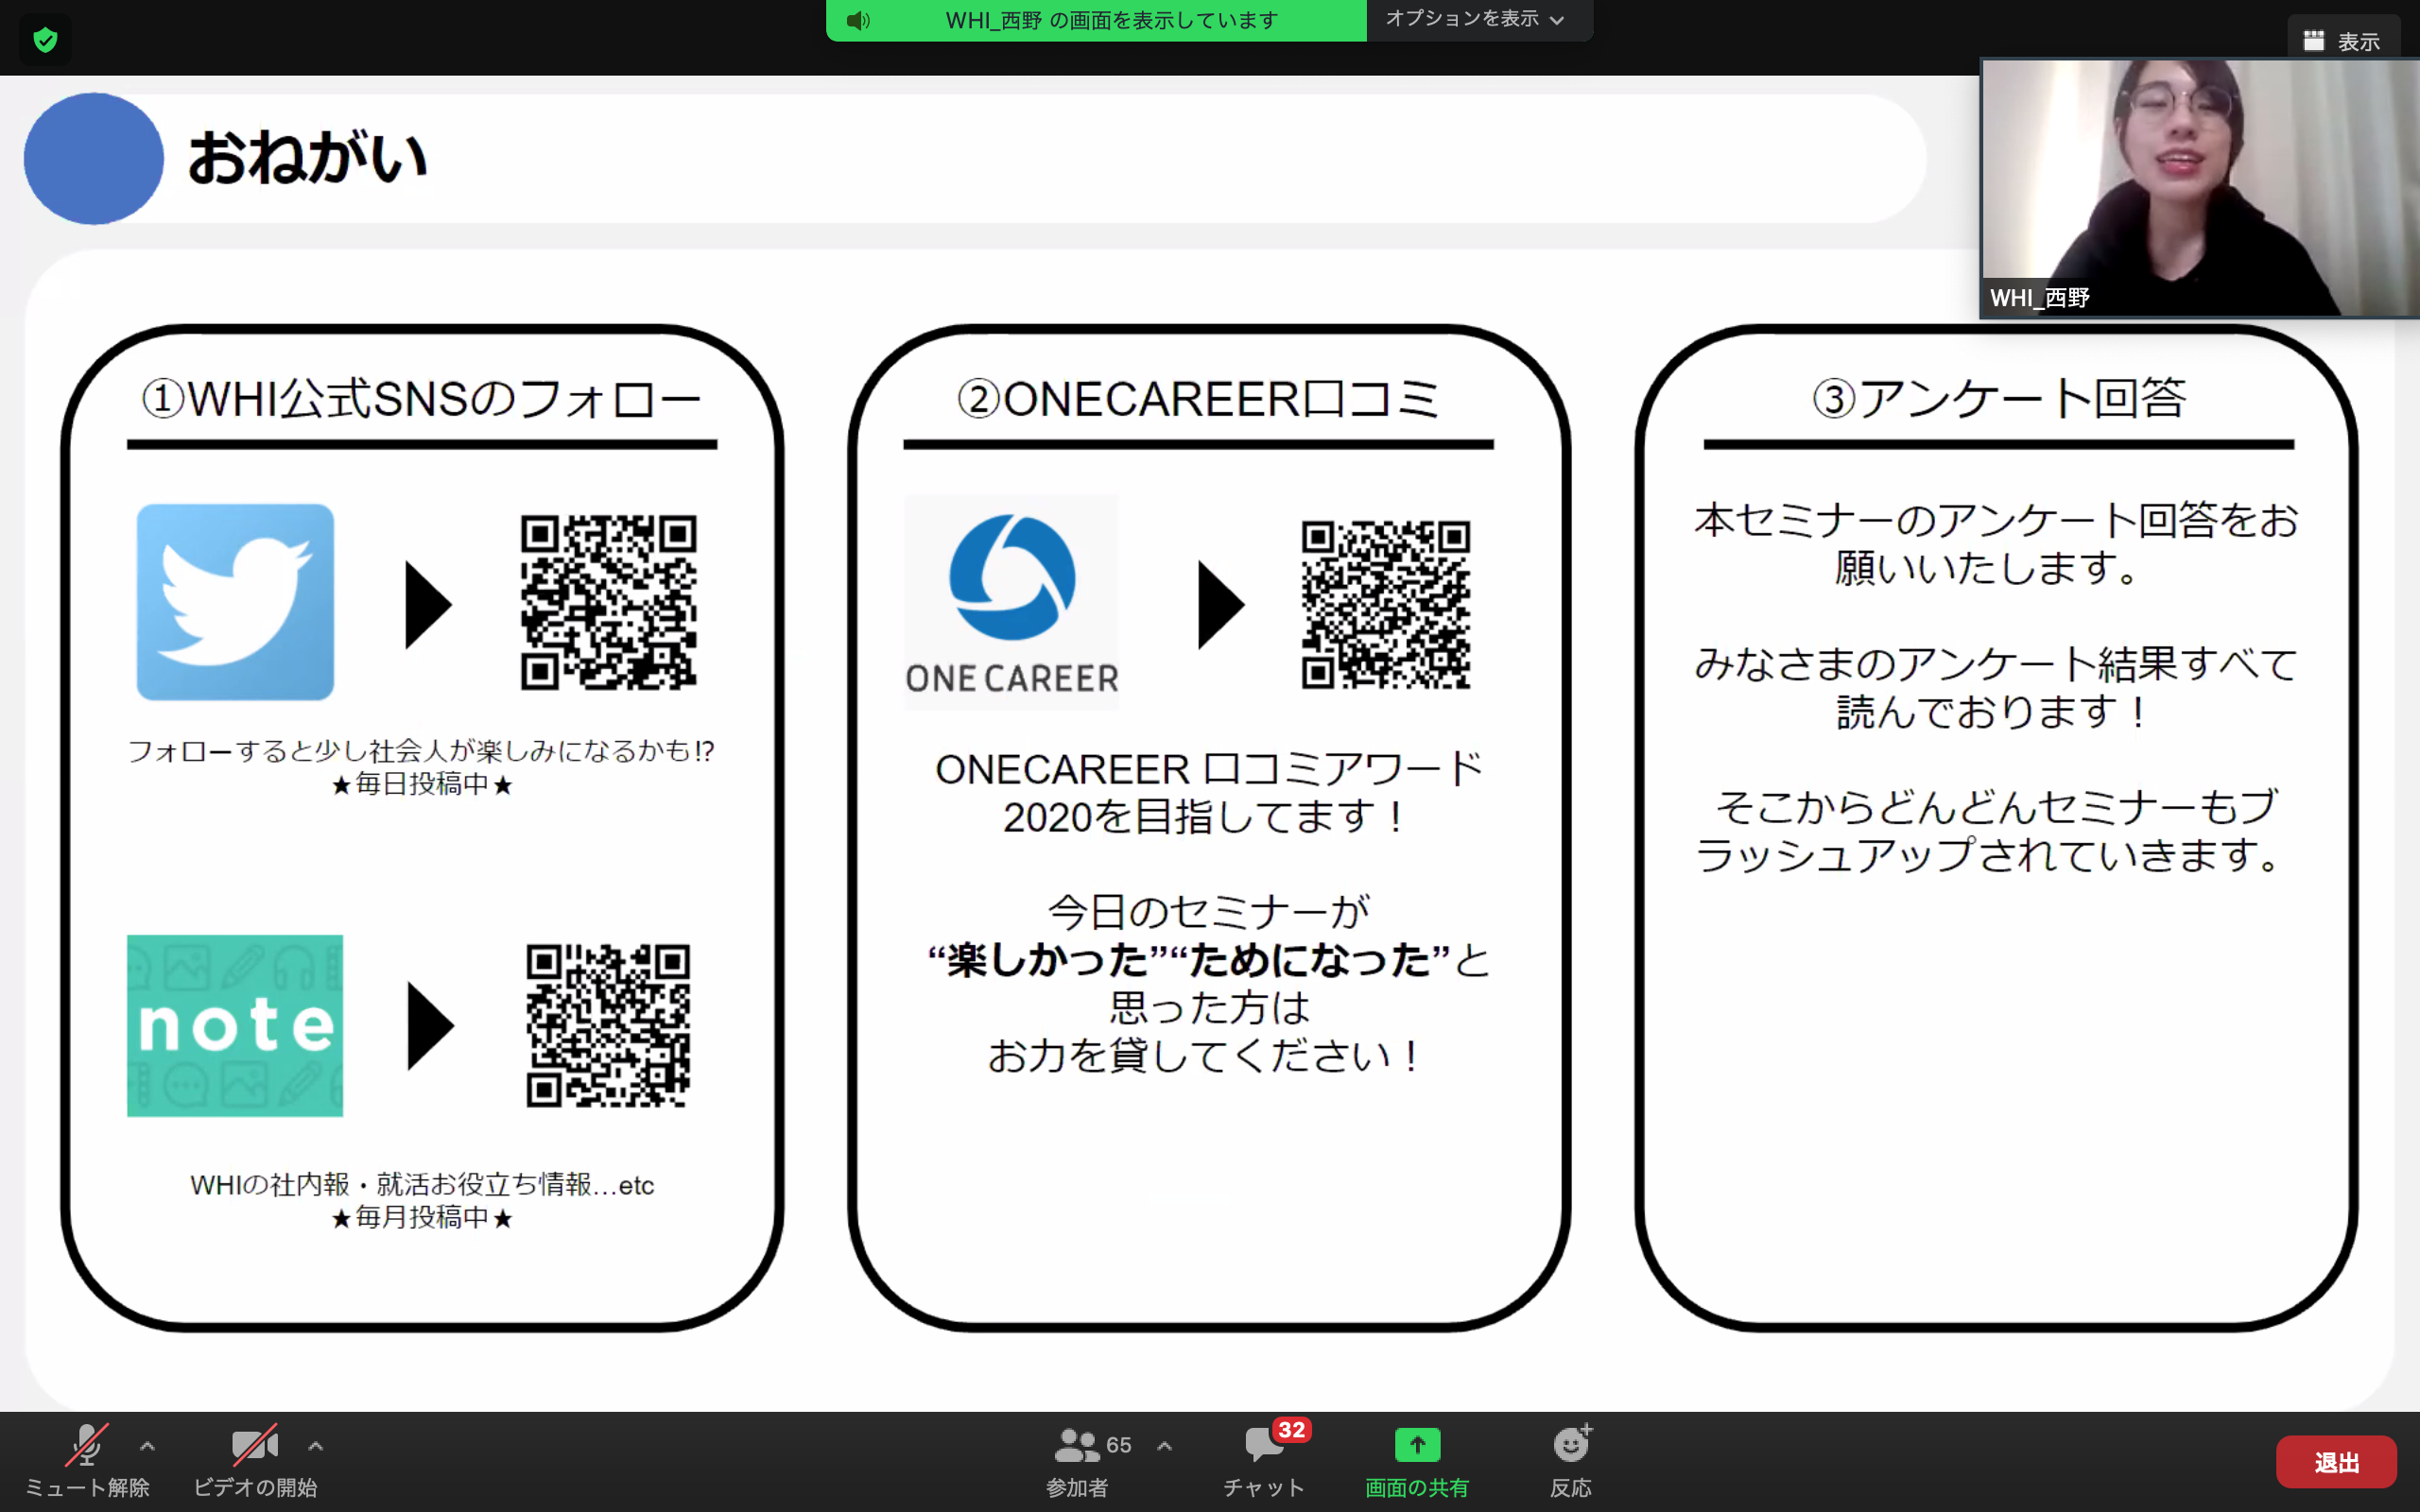 WHI_西野 の画面を表示しています
オプションを表示
表示
おねがい
WHI_西野
①WHI公式SNSのフォロー
フォローすると少し社会人が楽しみになるかも!?
★毎日投稿中★
note
WHIの社内報・就活お役立ち情報…etc
★毎月投稿中★
②ONECAREER口コミ
ONE CAREER
ONECAREER 口コミアワード
2020を目指してます！
今日のセミナーが
“楽しかった”“ためになった”と
思った方は
お力を貸してください！
③アンケート回答
本セミナーのアンケート回答をお
願いいたします。
みなさまのアンケート結果すべて
読んでおります！
そこからどんどんセミナーもブ
ラッシュアップされていきます。
ミュート解除
ビデオの開始
65
参加者
32
チャット
画面の共有
反応
退出